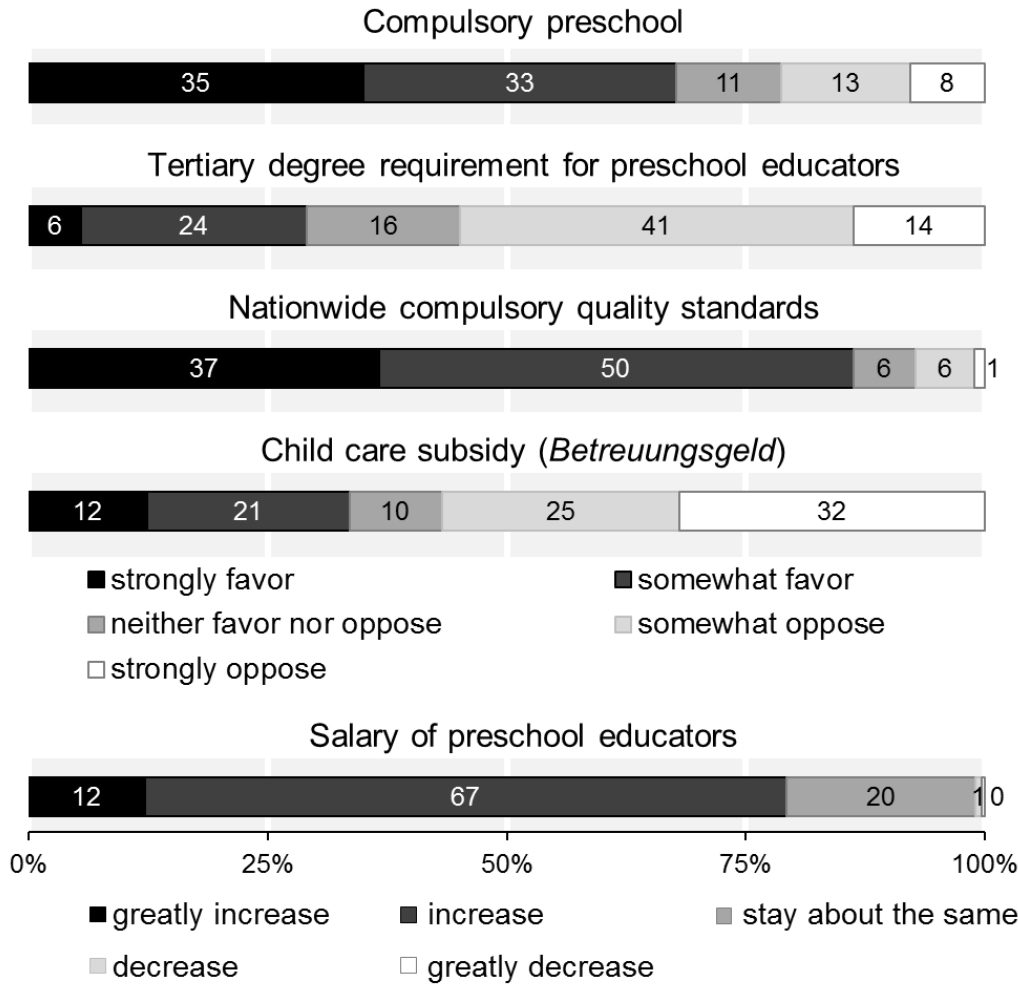 Compulsory preschool
35 33 11 13 8
Tertiary degree requirement for preschool educators
6 24 16 41 14
Nationwide compulsory quality standards
37 50 6 6 1
Child care subsidy (Betreuungsgeld)
12 21 10 25 32
strongly favor somewhat favor
neither favor nor oppose somewhat oppose
strongly oppose
Salary of preschool educators
12 67 20 1 0
0% 25% 50% 75% 100%
greatly increase increase stay about the same
decrease greatly decrease